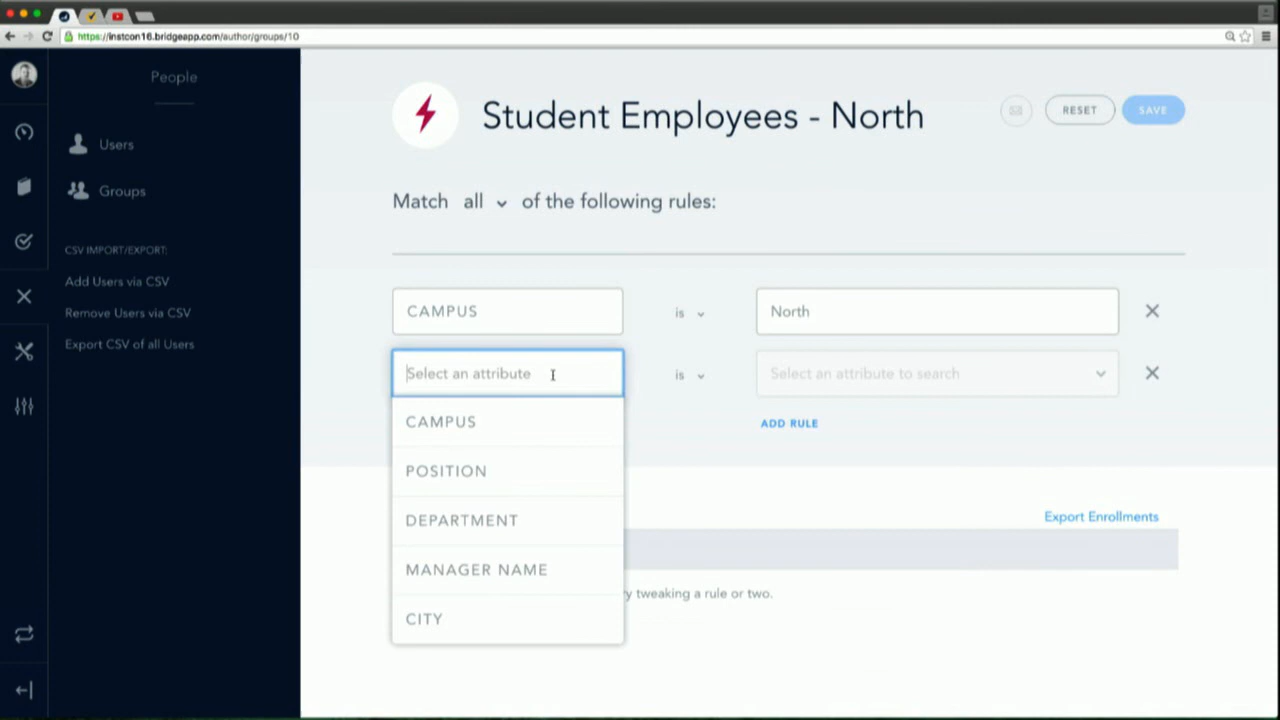 https://instcon16.bridgeapp.com/author/groups/10
People
Users
Groups
CSV IMPORT/EXPORT:
Add Users via CSV
Remove Users via CSV
Export CSV of all Users
Student Employees - North
RESET
SAVE
Match all of the following rules:
CAMPUS is North
Select an attribute is Select an attribute to search
ADD RULE
CAMPUS
POSITION
DEPARTMENT
MANAGER NAME
CITY
Export Enrollments
tweaking a rule or two.